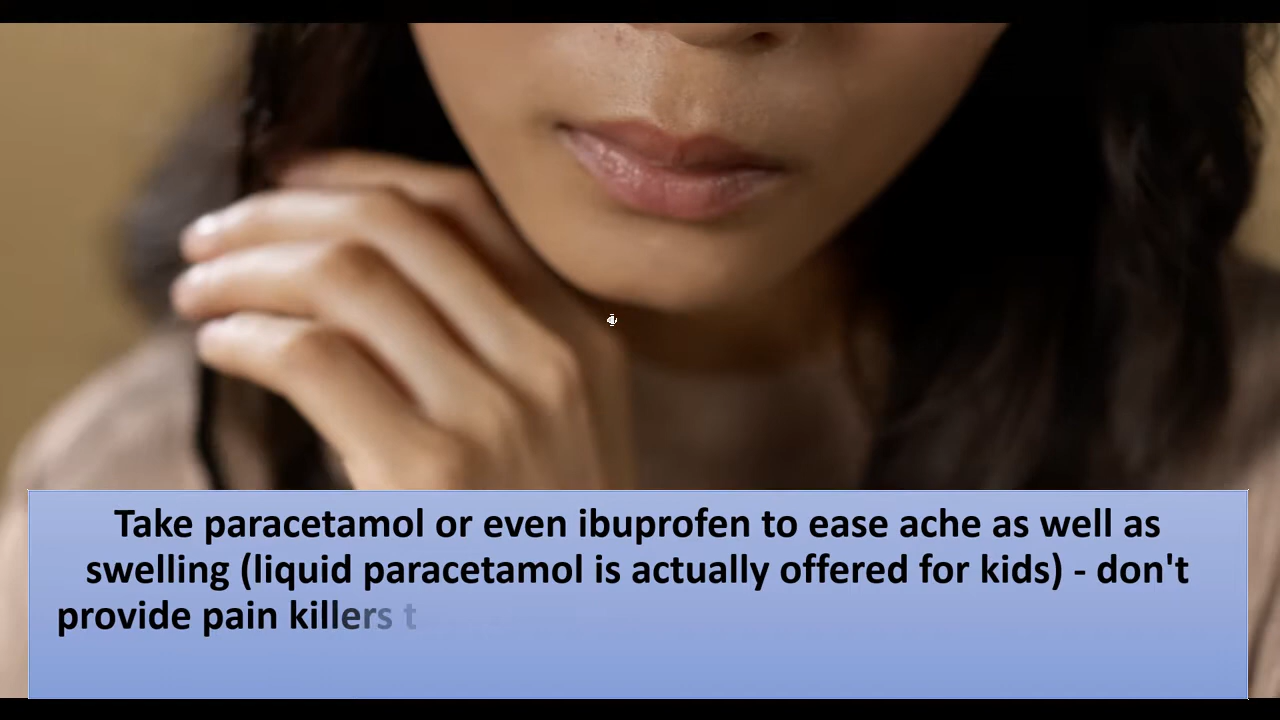 Take paracetamol or even ibuprofen to ease ache as well as
swelling (liquid paracetamol is actually offered for kids) - don't
provide pain killers t